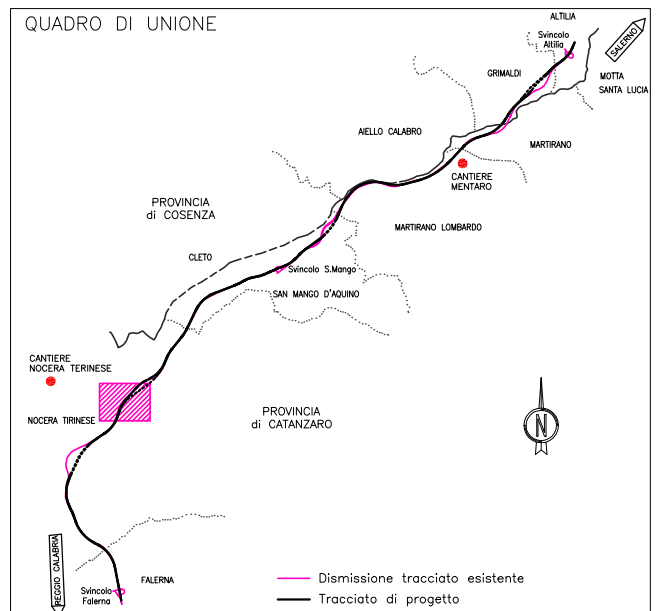 QUADRO DI UNIONE
ALTILIA
Svincolo
Altilia
SALERNO
GRIMALDI
MOTTA
SANTA LUCIA
AIELLO CALABRO
MARTIRANO
CANTIERE
MENTARO
PROVINCIA
di COSENZA
MARTIRANO LOMBARDO
CLETO
Svincolo S.Mango
SAN MANGO D'AQUINO
CANTIERE
NOCERA TERINESE
PROVINCIA
di CATANZARO
NOCERA TIRINESE
N
REGGIO CALABRIA
FALERNA
Svincolo
Falerna
Dismissione tracciato esistente
Tracciato di progetto